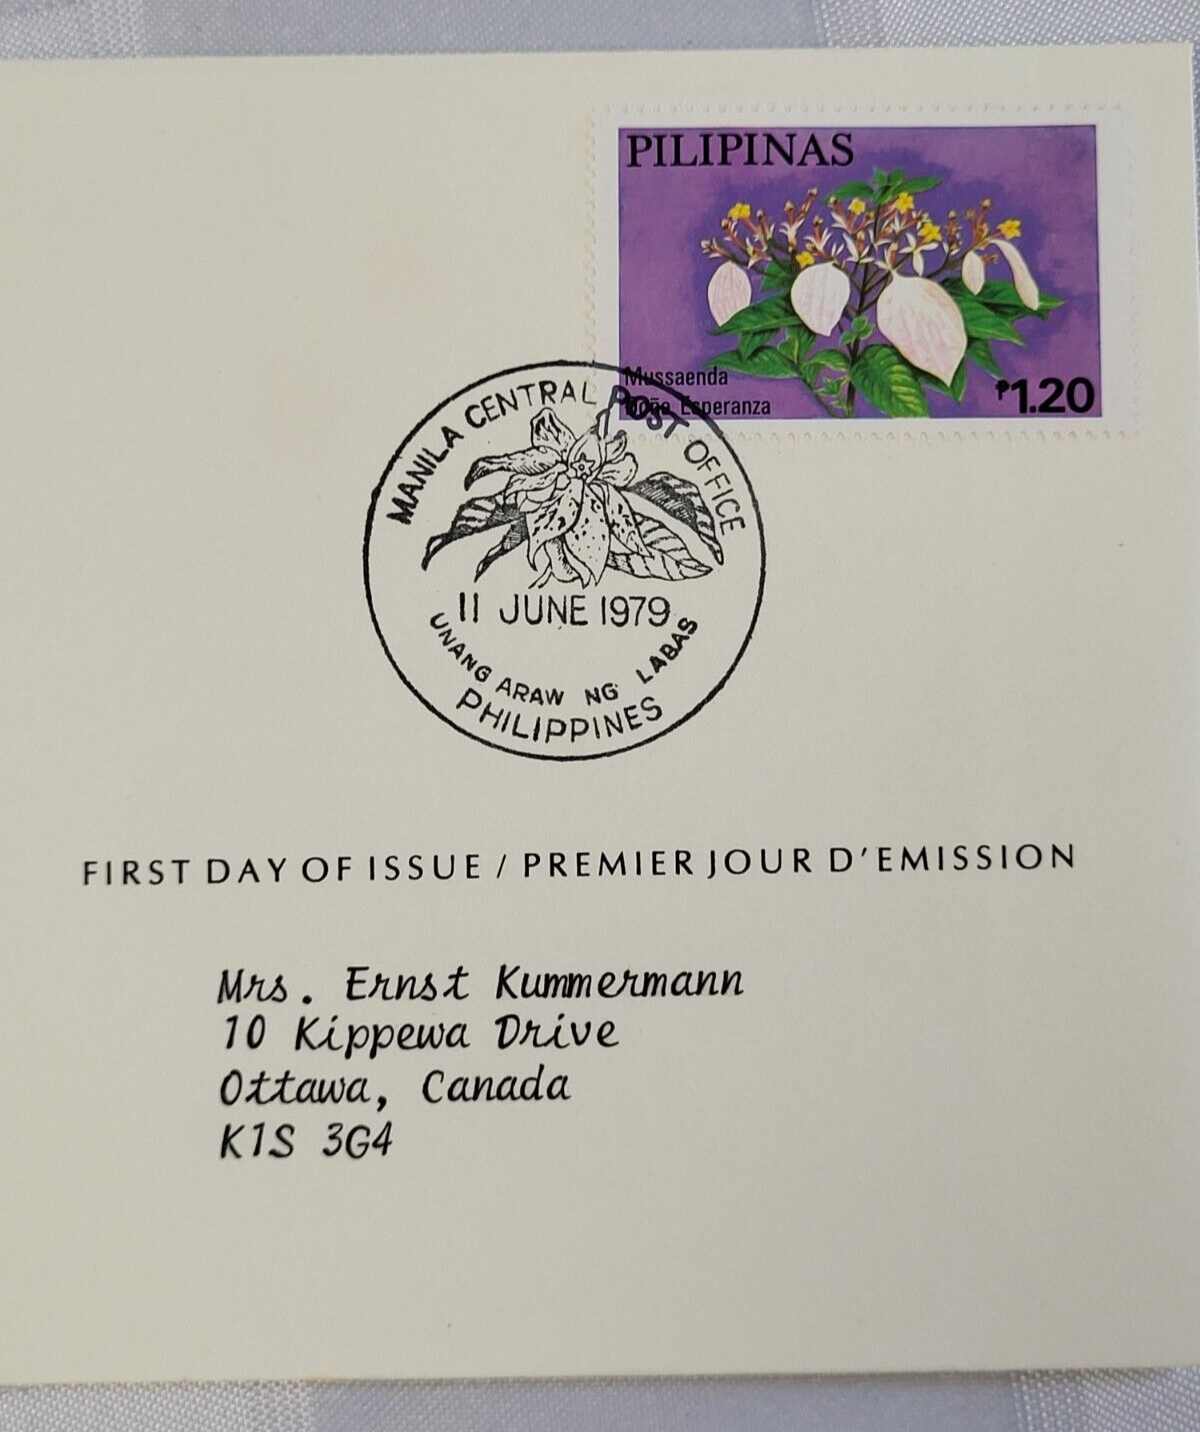 PILIPINAS
Mussaenda
Doña Esperanza
₱1.20
MANILA CENTRAL POST OFFICE
11 JUNE 1979
UNANG ARAW NG LABAS
PHILIPPINES
FIRST DAY OF ISSUE / PREMIER JOUR D'EMISSION
Mrs. Ernst Kummermann
10 Kippewa Drive
Ottawa, Canada
K1S 3G4